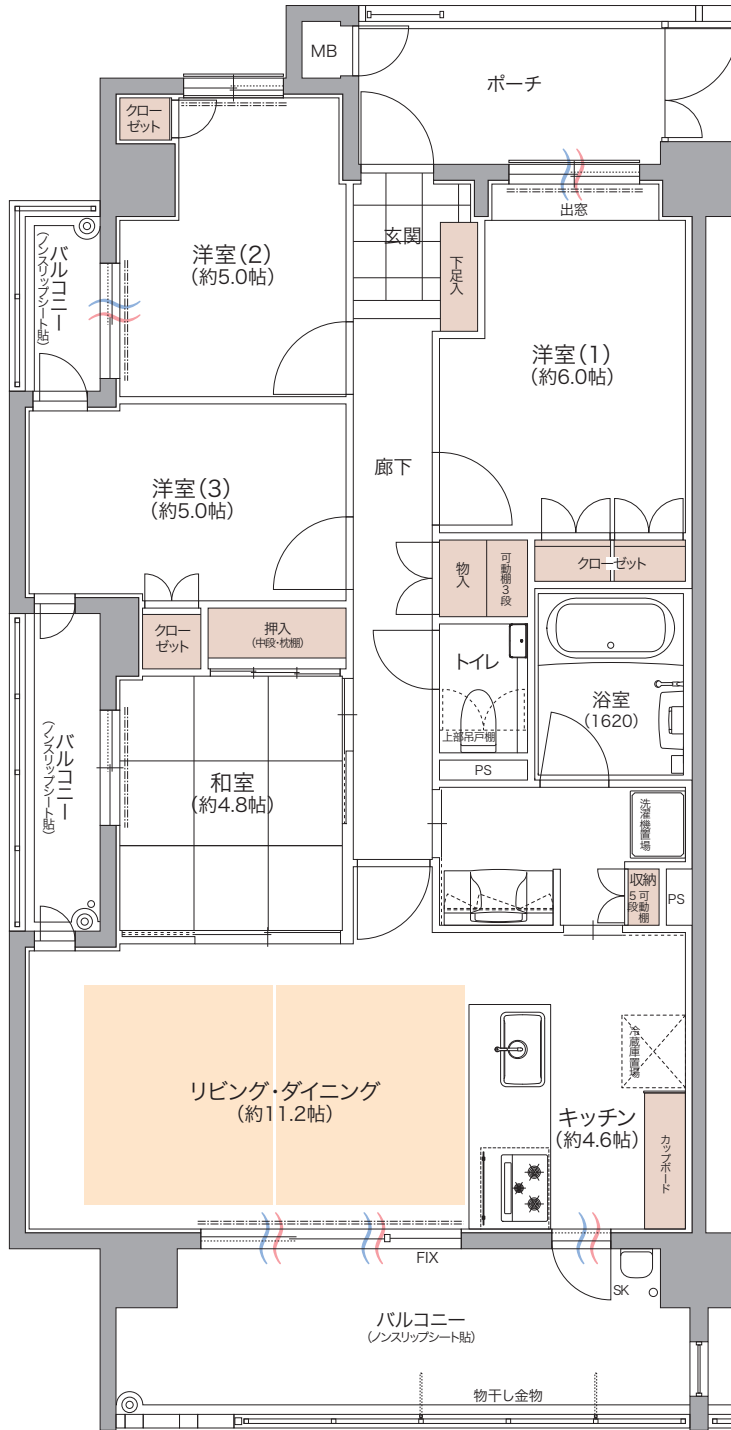 MB
ポーチ
クロー
ゼット
出窓
玄関
下足入
洋室(2)
(約5.0帖)
バルコニー
(ノンスリップシート貼)
洋室(1)
(約6.0帖)
廊下
洋室(3)
(約5.0帖)
物入
可動棚3段
クローゼット
クロー
ゼット
押入
(中段・枕棚)
トイレ
上部吊戸棚
浴室
(1620)
PS
バルコニー
(ノンスリップシート貼)
和室
(約4.8帖)
洗濯機置場
収納
可動棚
5段
PS
冷蔵庫置場
リビング・ダイニング
(約11.2帖)
キッチン
(約4.6帖)
カップボード
FIX
SK
バルコニー
(ノンスリップシート貼)
物干し金物